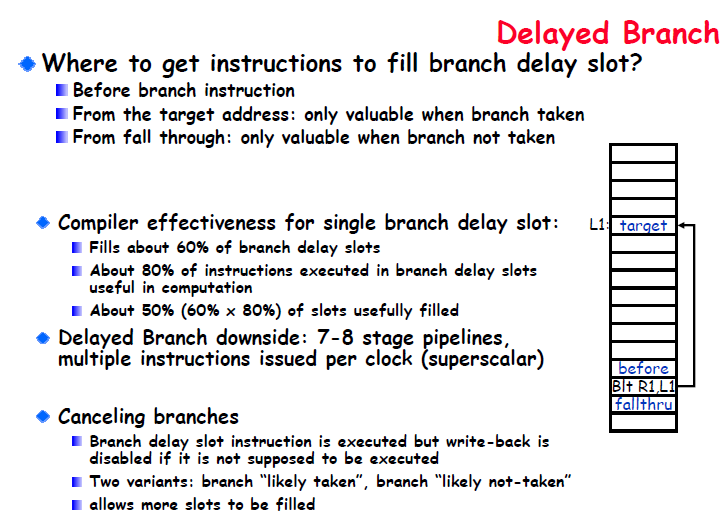 Delayed Branch
Where to get instructions to fill branch delay slot?
Before branch instruction
From the target address: only valuable when branch taken
From fall through: only valuable when branch not taken
Compiler effectiveness for single branch delay slot:
Fills about 60% of branch delay slots
About 80% of instructions executed in branch delay slots
useful in computation
About 50% (60% x 80%) of slots usefully filled
Delayed Branch downside: 7-8 stage pipelines,
multiple instructions issued per clock (superscalar)
Canceling branches
Branch delay slot instruction is executed but write-back is
disabled if it is not supposed to be executed
Two variants: branch “likely taken”, branch “likely not-taken”
allows more slots to be filled
L1: target
before
Blt R1,L1
fallthru